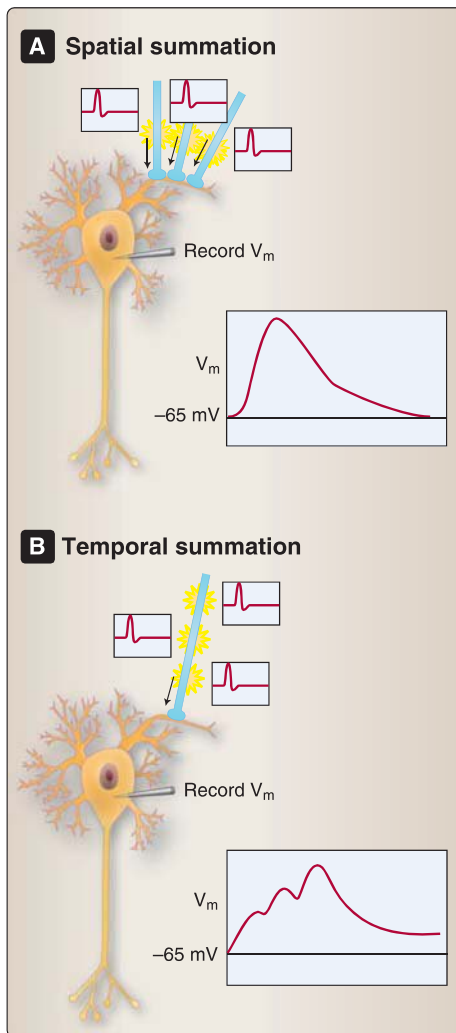 A Spatial summation
Record Vm
Vm
–65 mV
B Temporal summation
Record Vm
Vm
–65 mV